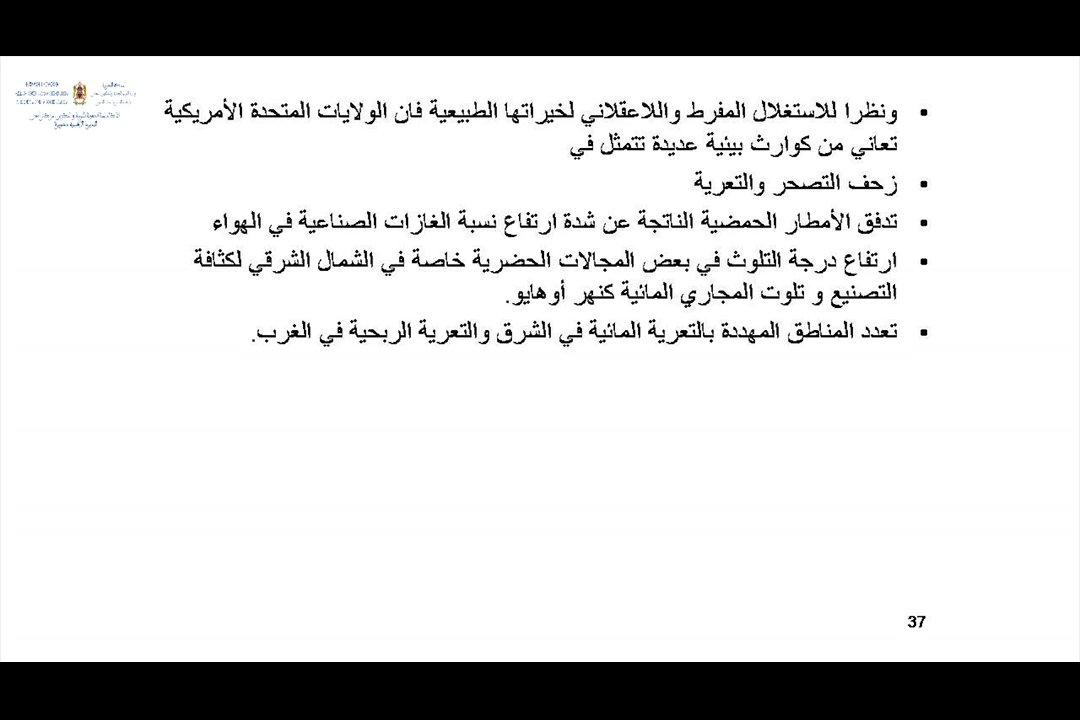 ونظرا للاستغلال المفرط واللاعقلاني لخيراتها الطبيعية فان الولايات المتحدة الأمريكية
تعاني من كوارث بيئية عديدة تتمثل في
زحف التصحر والتعرية
تدفق الأمطار الحمضية الناتجة عن شدة ارتفاع نسبة الغازات الصناعية في الهواء
ارتفاع درجة التلوث في بعض المجالات الحضرية خاصة في الشمال الشرقي لكثافة
التصنيع و تلوت المجاري المائية كنهر أوهايو.
تعدد المناطق المهددة بالتعرية المائية في الشرق والتعرية الريحية في الغرب.
37